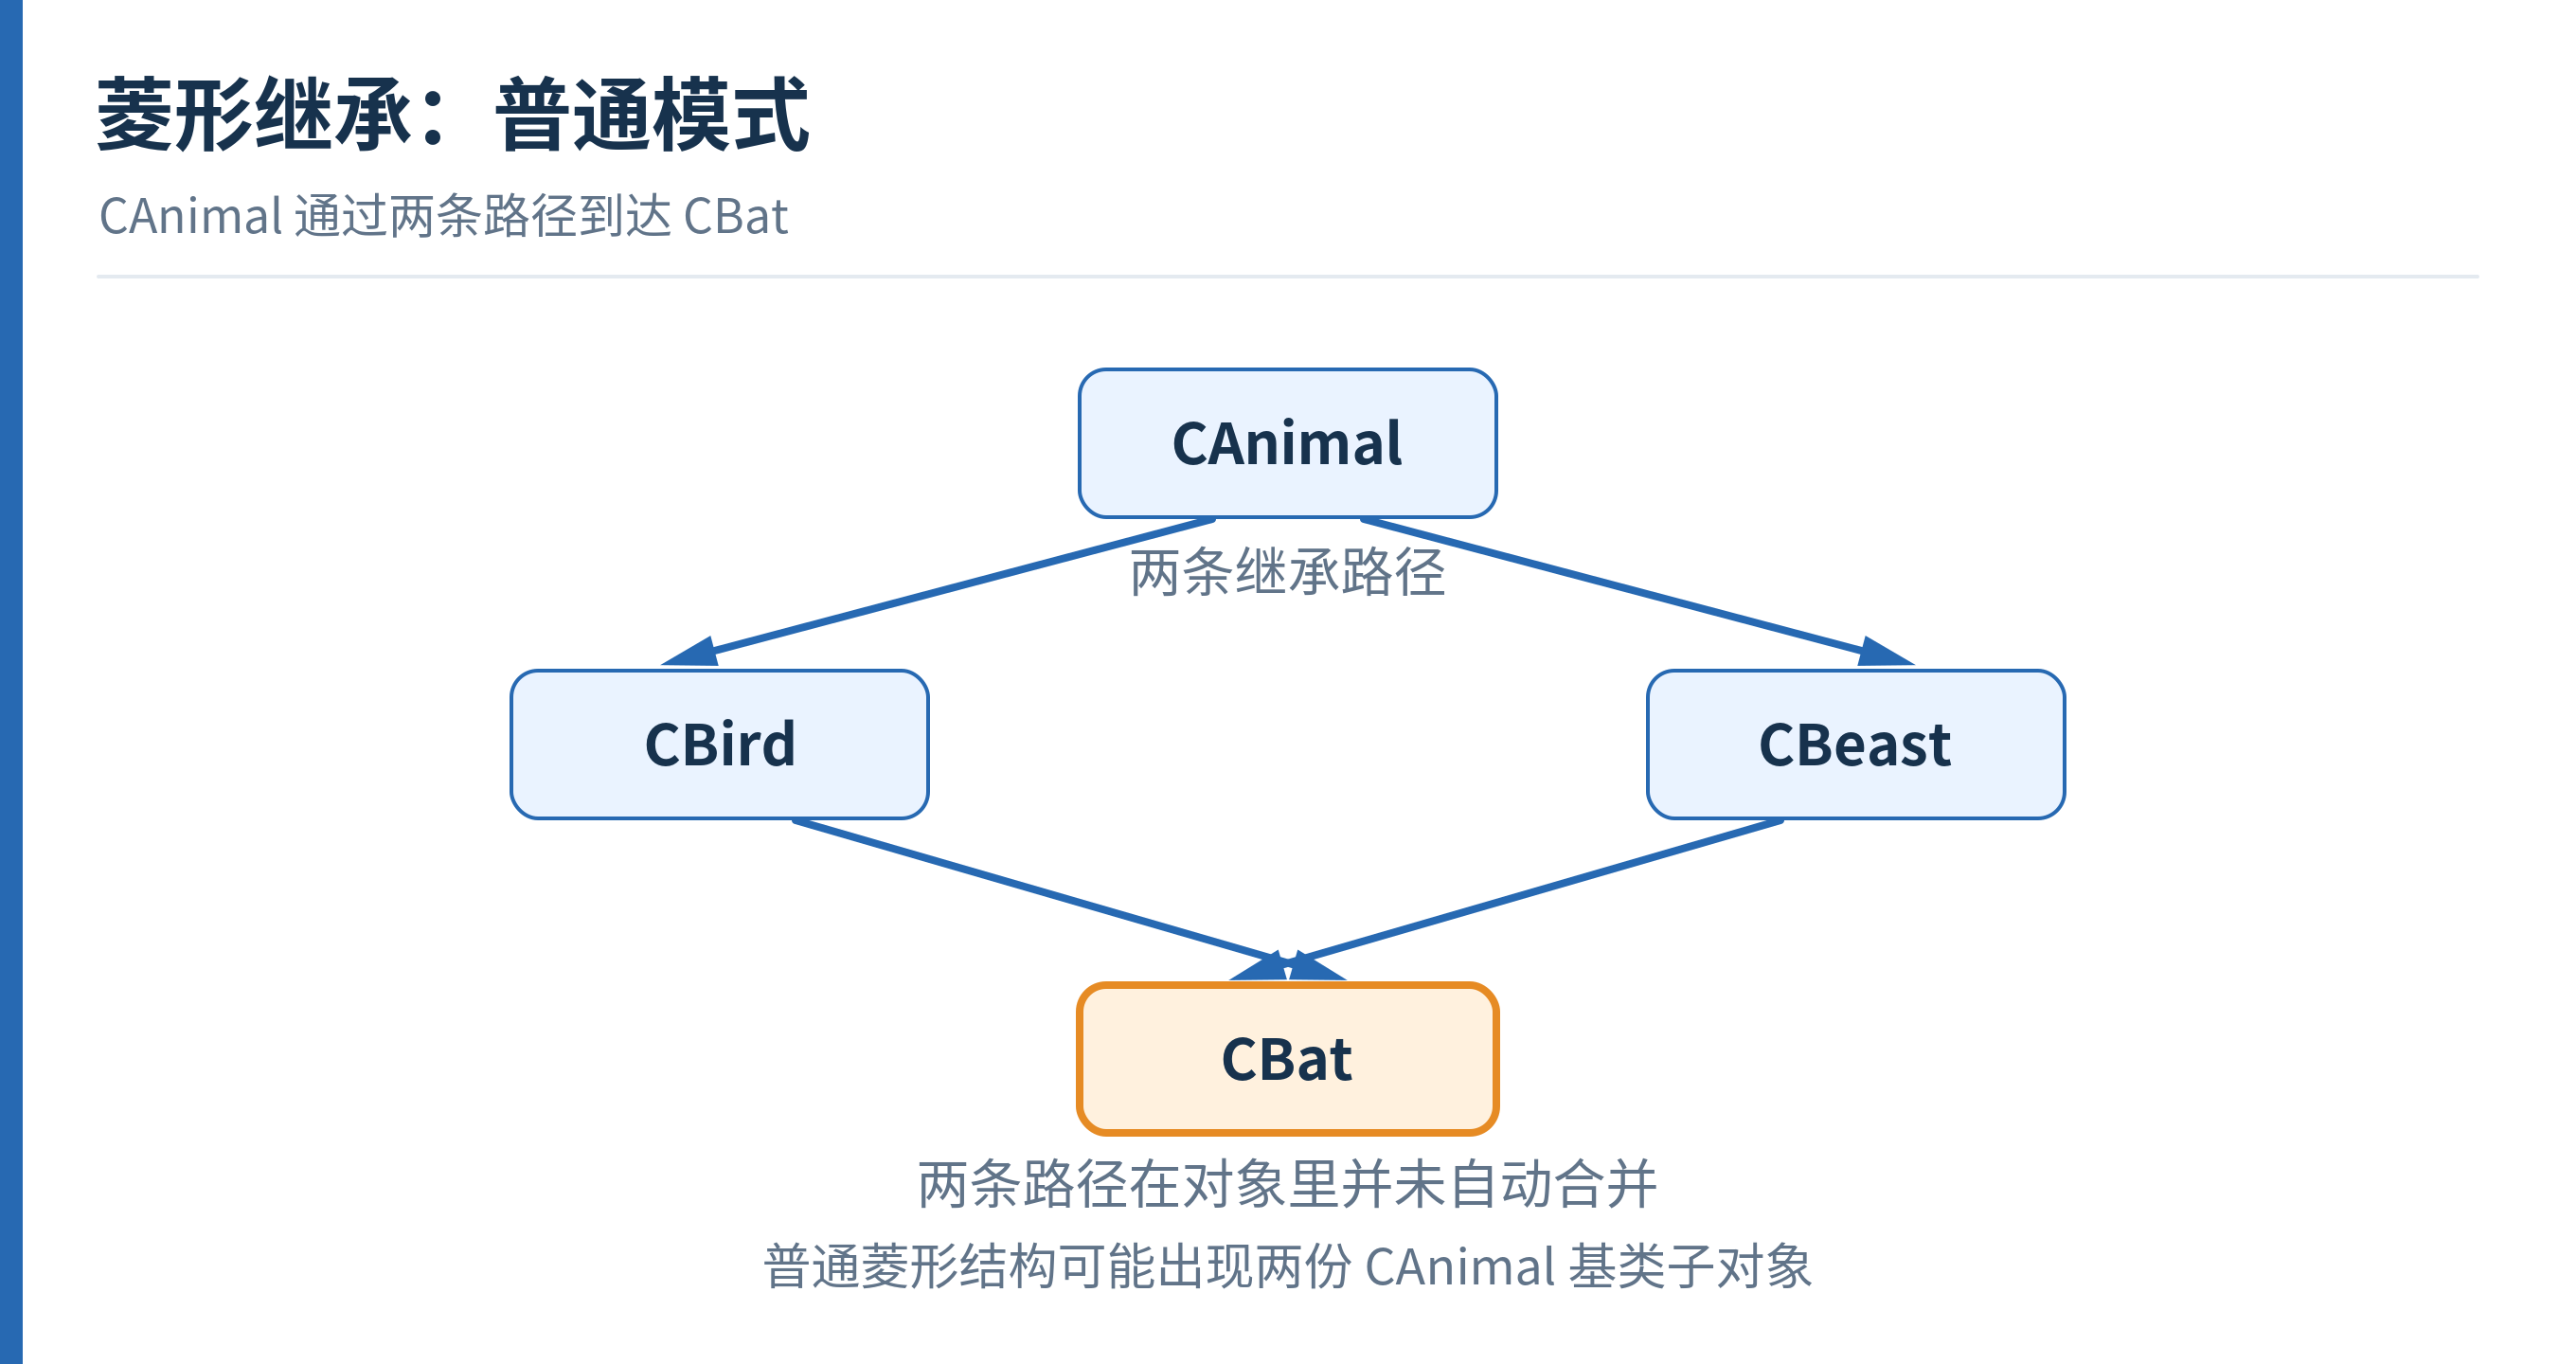 菱形继承：普通模式
CAnimal 通过两条路径到达 CBat
CAnimal
两条继承路径
CBird
CBeast
CBat
两条路径在对象里并未自动合并
普通菱形结构可能出现两份 CAnimal 基类子对象